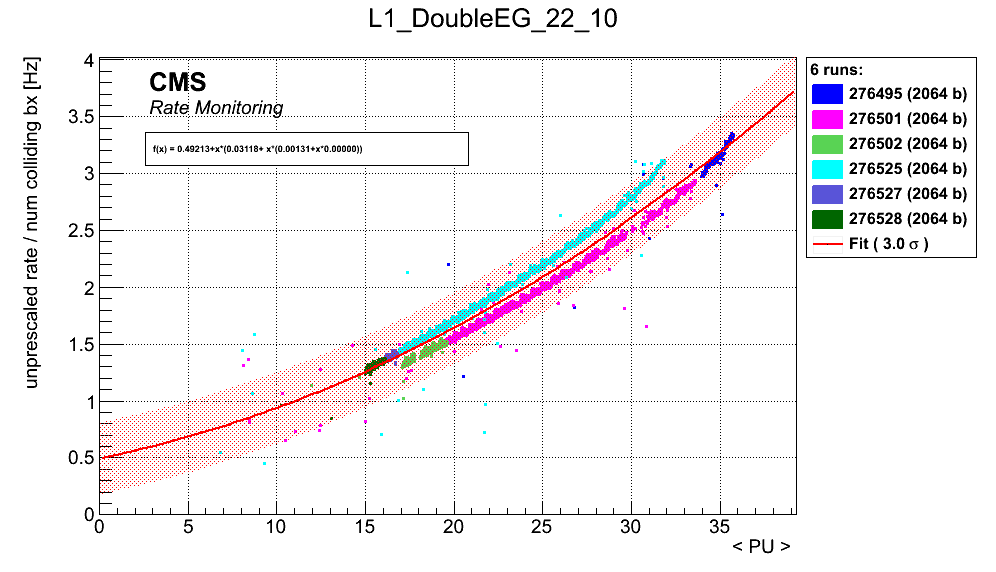 L1_DoubleEG_22_10
unprescaled rate / num colliding bx [Hz]
CMS
Rate Monitoring
f(x) = 0.49213+x*(0.03118+ x*(0.00131+x*0.00000))
4
3.5
3
2.5
2
1.5
1
0.5
0
0 5 10 15 20 25 30 35
< PU >
6 runs:
276495 (2064 b)
276501 (2064 b)
276502 (2064 b)
276525 (2064 b)
276527 (2064 b)
276528 (2064 b)
Fit ( 3.0 σ )